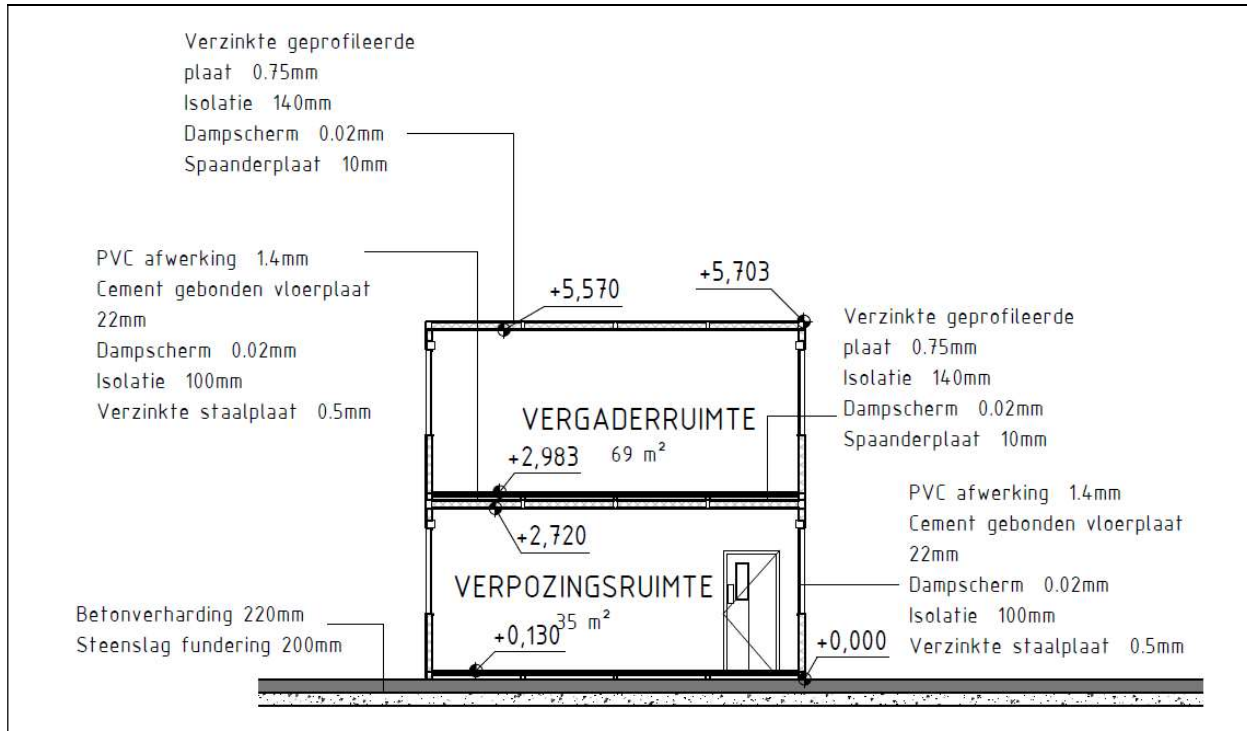 Verzinkte geprofileerde
plaat 0.75mm
Isolatie 140mm
Dampscherm 0.02mm
Spaanderplaat 10mm
PVC afwerking 1.4mm
Cement gebonden vloerplaat
22mm
Dampscherm 0.02mm
Isolatie 100mm
Verzinkte staalplaat 0.5mm
+5,570
+5,703
Verzinkte geprofileerde
plaat 0.75mm
Isolatie 140mm
Dampscherm 0.02mm
Spaanderplaat 10mm
VERGADERRUIMTE
69 m²
+2,983
+2,720
PVC afwerking 1.4mm
Cement gebonden vloerplaat
22mm
Dampscherm 0.02mm
Isolatie 100mm
Verzinkte staalplaat 0.5mm
VERPOZINGSRUIMTE
35 m²
+0,130
+0,000
Betonverharding 220mm
Steenslag fundering 200mm